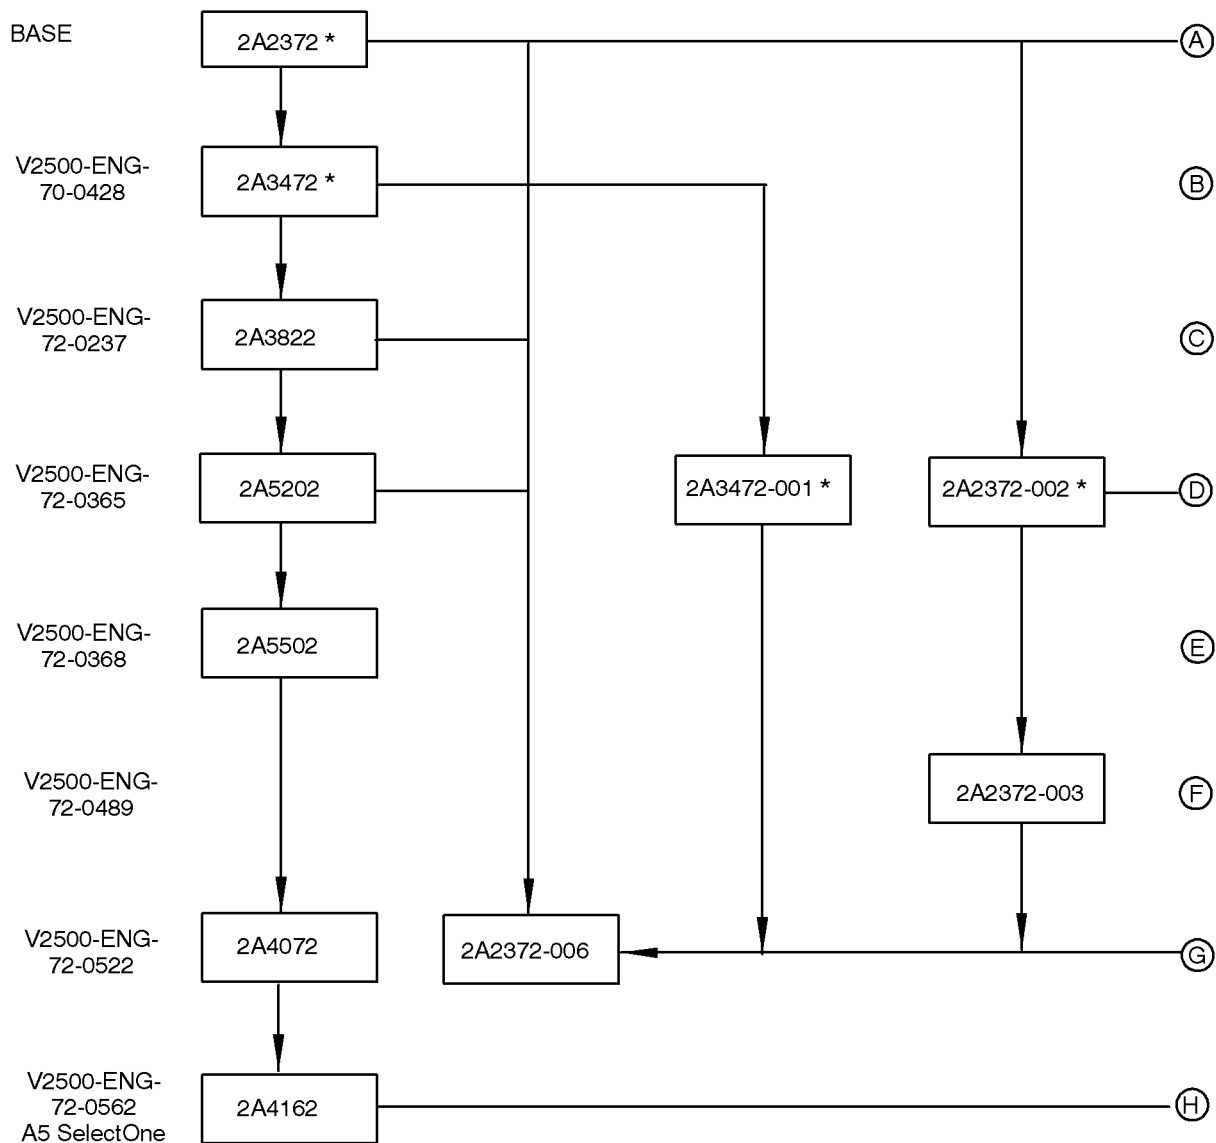 BASE
2A2372 *
A
V2500-ENG-
70-0428
2A3472 *
B
V2500-ENG-
72-0237
2A3822
C
V2500-ENG-
72-0365
2A5202
2A3472-001 *
2A2372-002 *
D
V2500-ENG-
72-0368
2A5502
E
V2500-ENG-
72-0489
2A2372-003
F
V2500-ENG-
72-0522
2A4072
2A2372-006
G
V2500-ENG-
72-0562
A5 SelectOne
2A4162
H